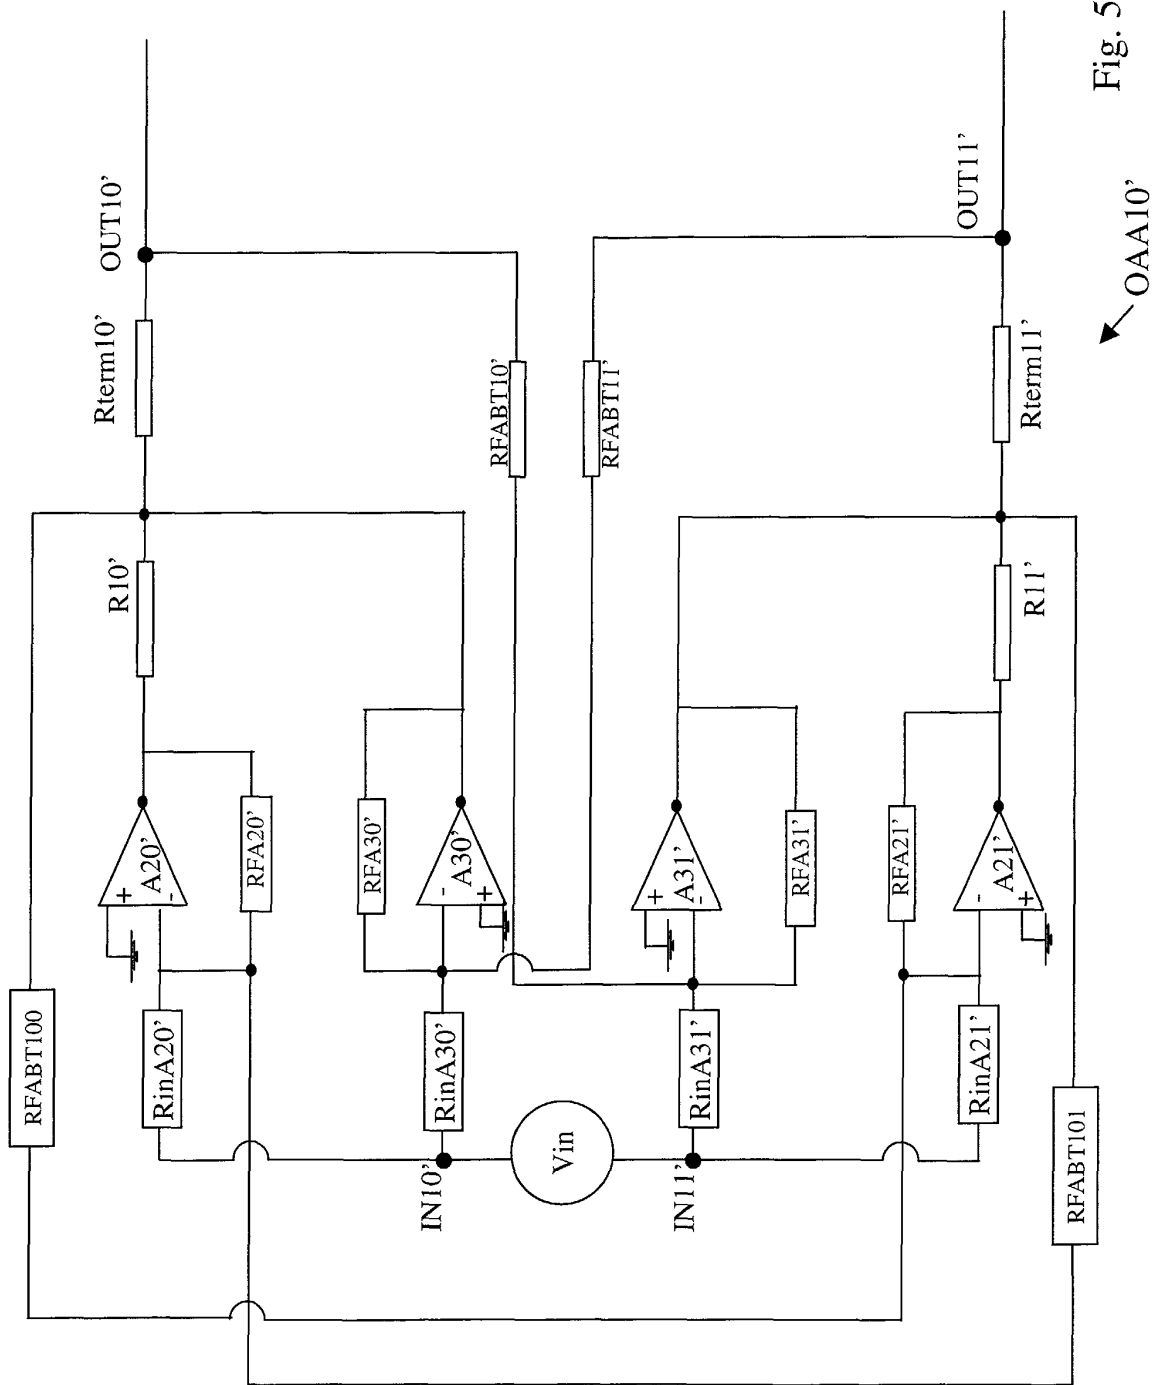 OUT10'
Rterm10'
R10'
+
A20'
-
RFA20'
RFABT100
RinA20'
RFABT10'
RFABT11'
RFA30'
-
A30'
+
RinA30'
IN10'
Vin
IN11'
RinA31'
+
A31'
-
RFA31'
RFA21'
-
A21'
+
RinA21'
R11'
Rterm11'
OUT11'
RFABT101
OAA10'
Fig. 5